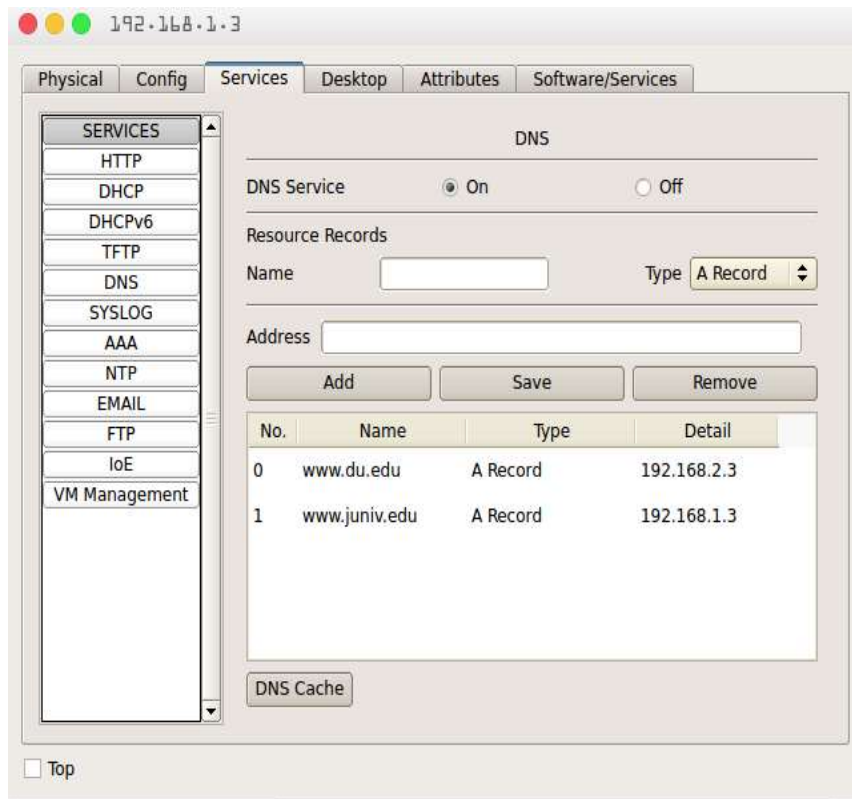 192.168.1.3
Physical Config Services Desktop Attributes Software/Services
SERVICES
HTTP
DHCP
DHCPv6
TFTP
DNS
SYSLOG
AAA
NTP
EMAIL
FTP
IoE
VM Management
DNS
DNS Service On Off
Resource Records
Name Type A Record
Address
Add Save Remove
No. Name Type Detail
0 www.du.edu A Record 192.168.2.3
1 www.juniv.edu A Record 192.168.1.3
DNS Cache
Top